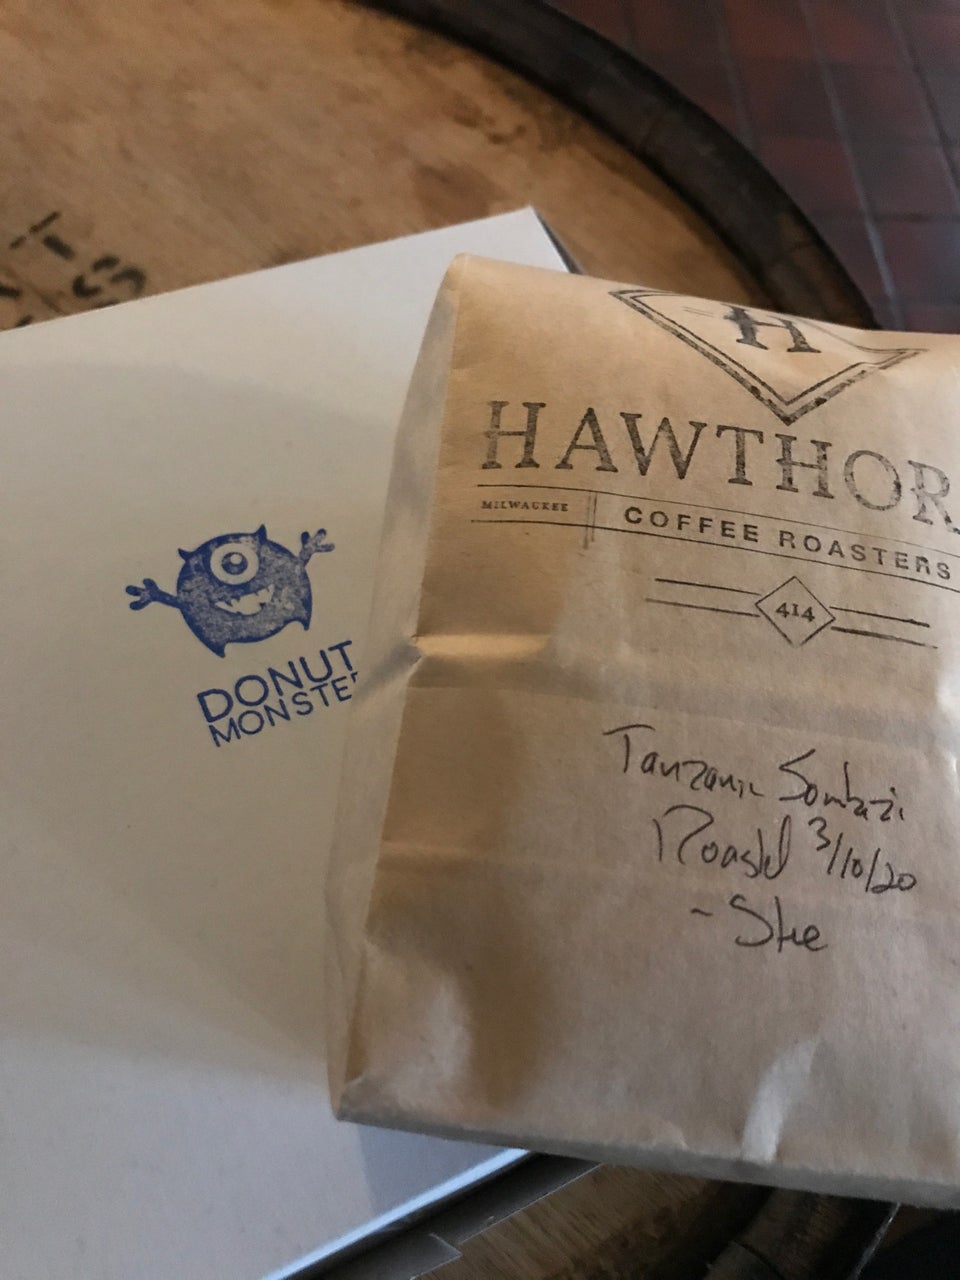 H
HAWTHOR
MILWAUKEE
COFFEE ROASTERS
414
DONUT
MONSTE
Tanzania
Roasted 3/10/20